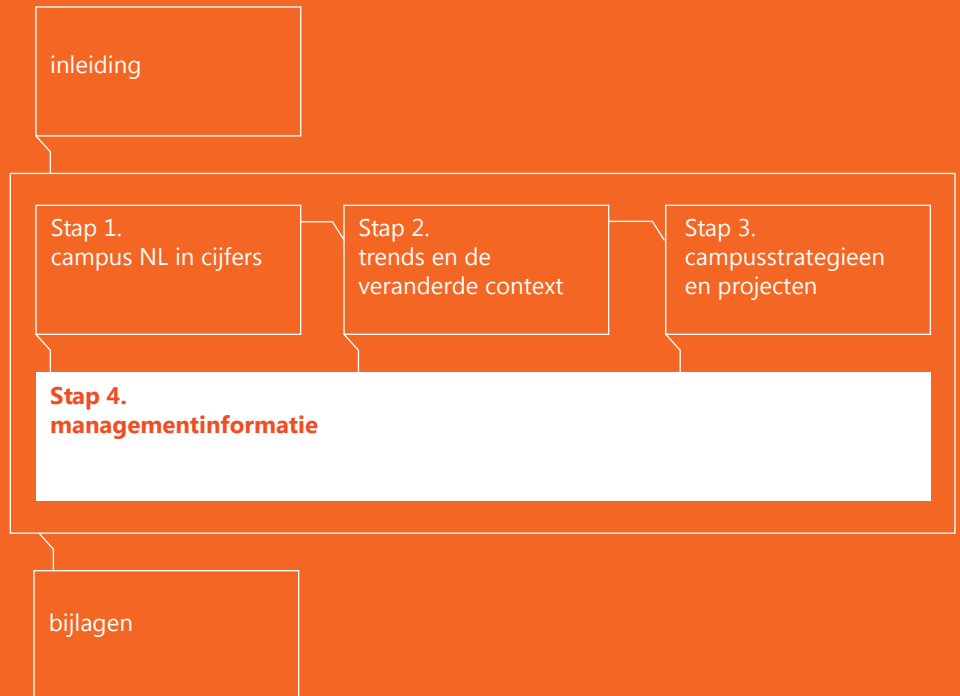 inleiding
Stap 1.
campus NL in cijfers
Stap 2.
trends en de
veranderde context
Stap 3.
campusstrategieen
en projecten
Stap 4.
managementinformatie
bijlagen